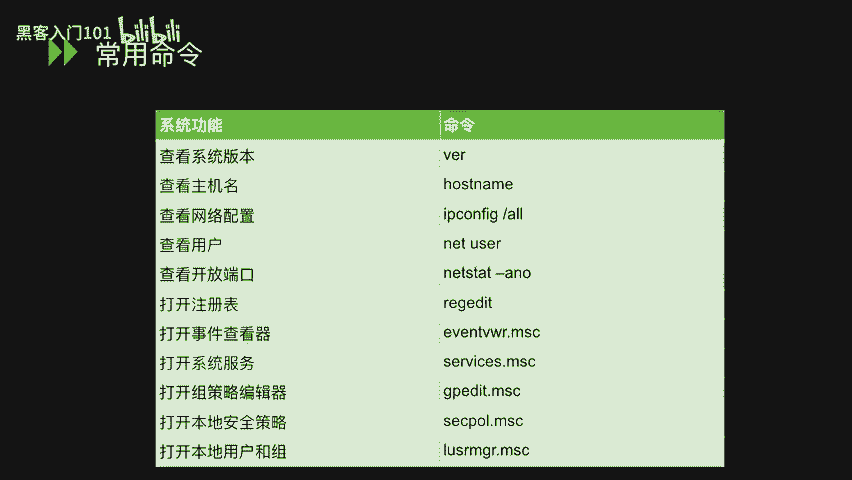 黑客入门101 bilibili
常用命令
系统功能 命令
查看系统版本 ver
查看主机名 hostname
查看网络配置 ipconfig /all
查看用户 net user
查看开放端口 netstat –ano
打开注册表 regedit
打开事件查看器 eventvwr.msc
打开系统服务 services.msc
打开组策略编辑器 gpedit.msc
打开本地安全策略 secpol.msc
打开本地用户和组 lusrmgr.msc